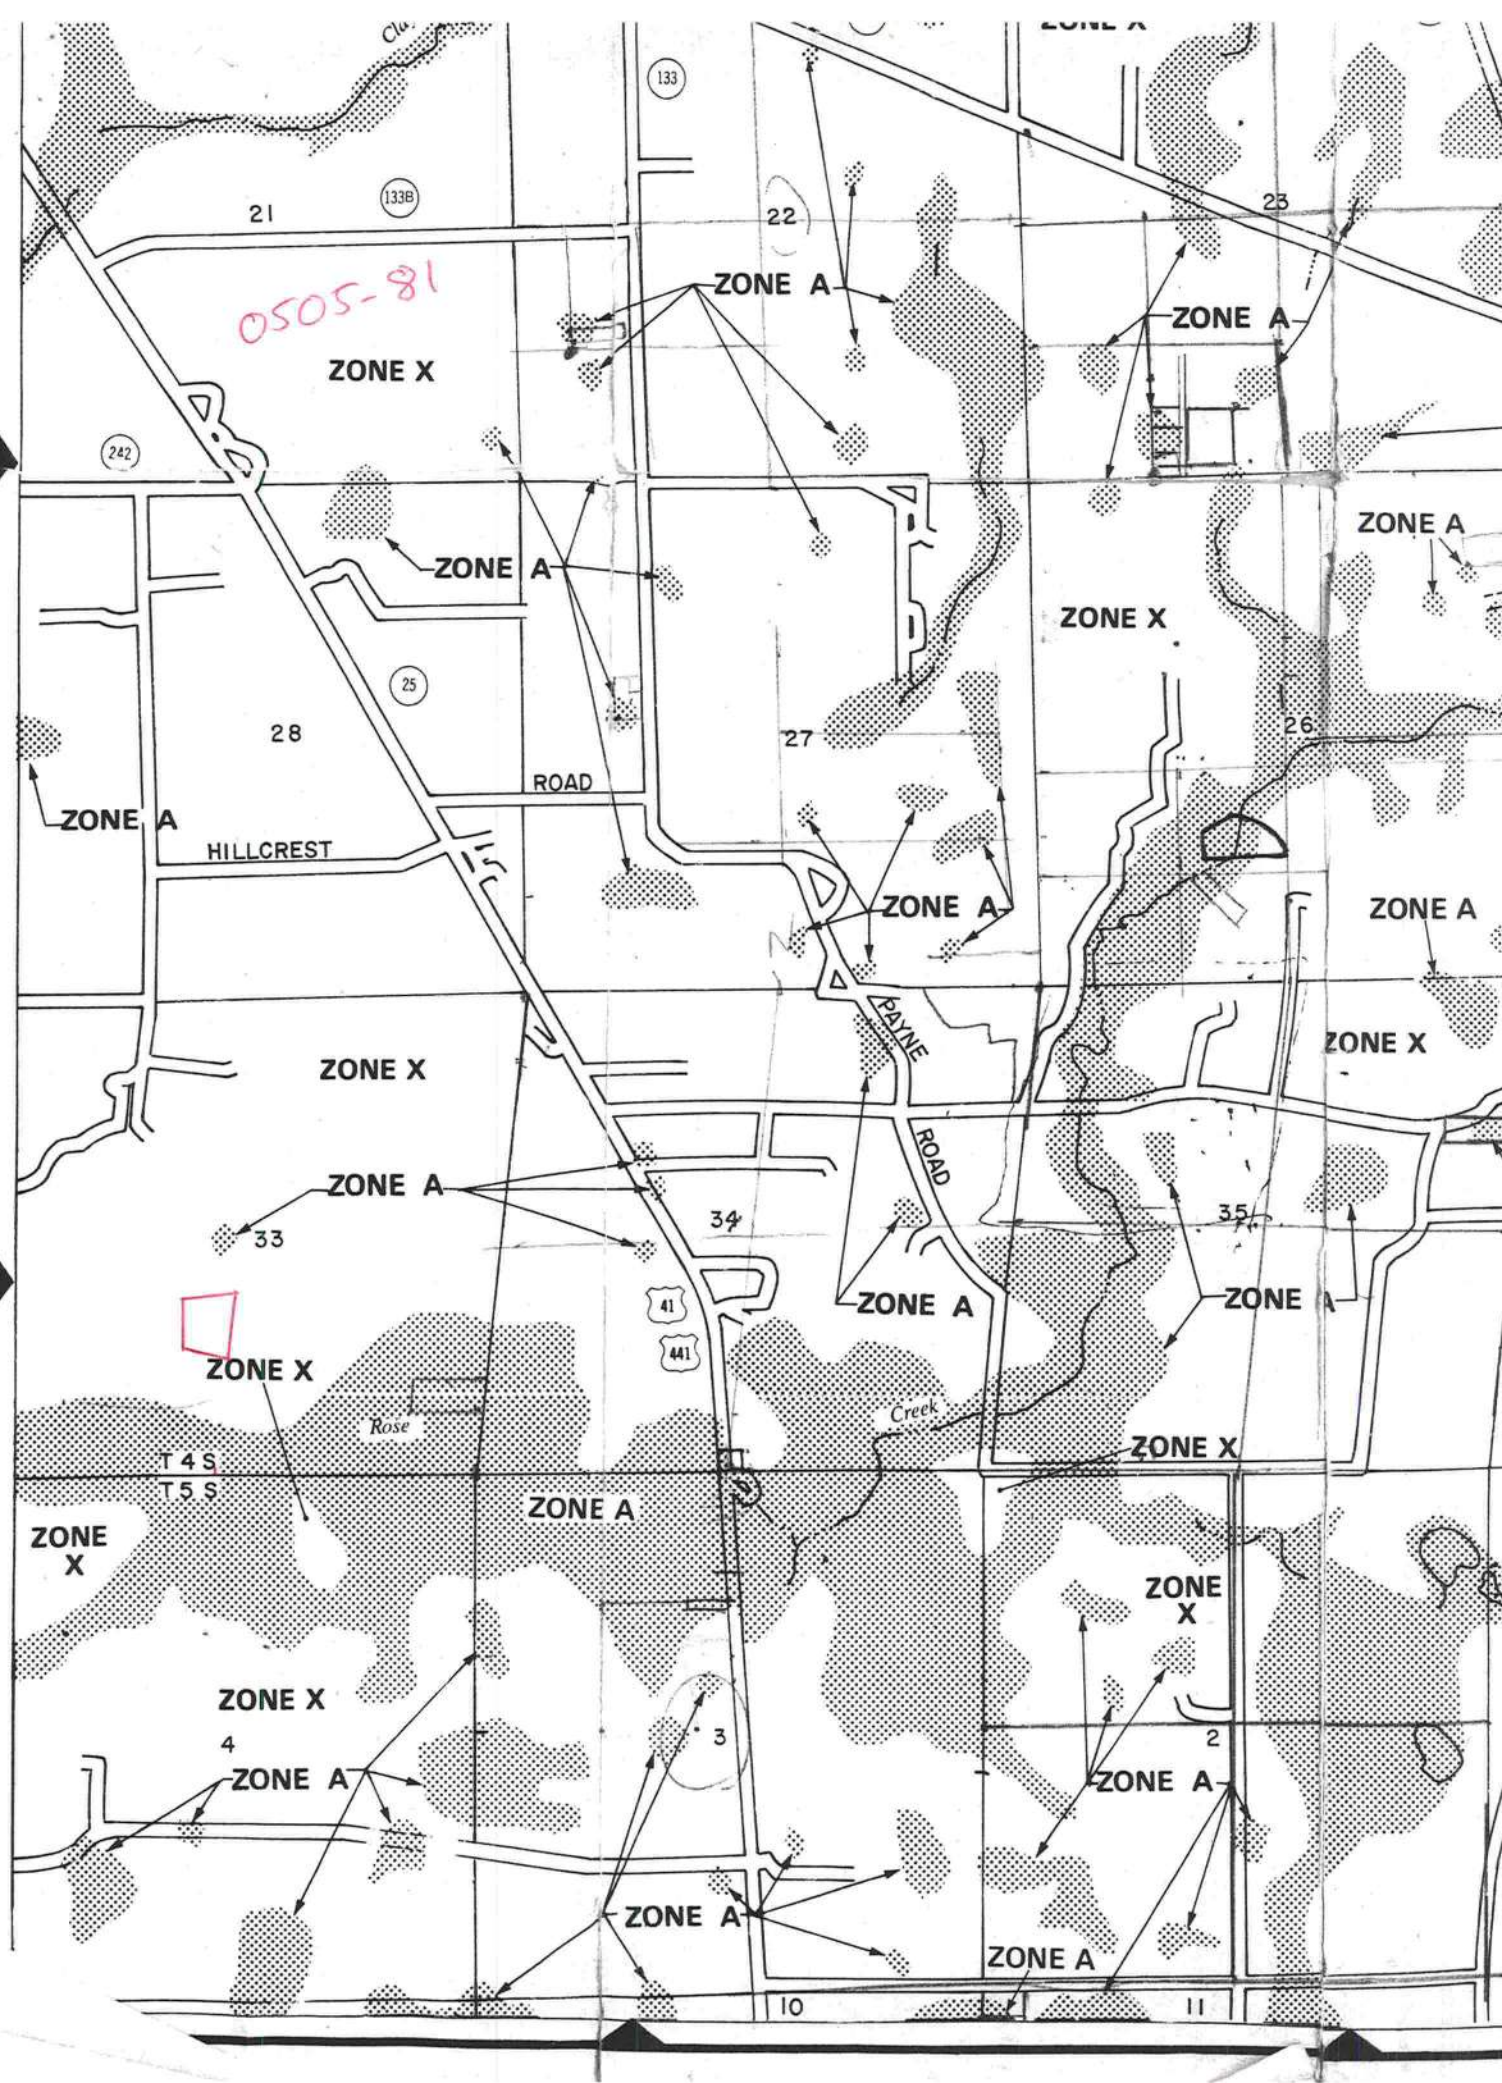 ZONE X
133
133B
21
22
23
0505-81
ZONE A
ZONE A
ZONE X
242
ZONE A
ZONE A
ZONE X
25
28
27
26
ROAD
ZONE A
HILLCREST
ZONE A
ZONE A
PAYNE
ZONE X
ZONE X
ROAD
ZONE A
33
34
35
41
ZONE A
ZONE A
441
ZONE X
Rose
Creek
ZONE X
T 4 S
T 5 S
ZONE A
ZONE
X
ZONE
X
ZONE X
4
3
2
ZONE A
ZONE A
ZONE A
ZONE A
10
11